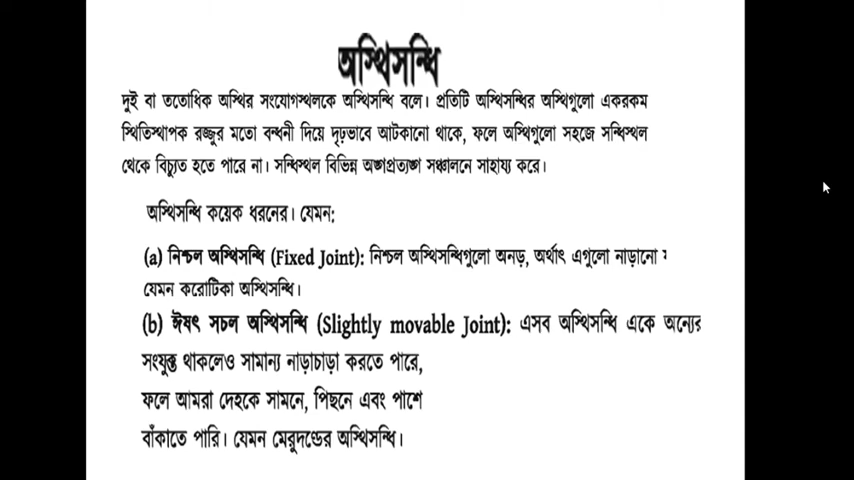 অস্থিসন্ধি
দুই বা ততোধিক অস্থির সংযোগস্থলকে অস্থিসন্ধি বলে। প্রতিটি অস্থিসন্ধির অস্থিগুলো একরকম
স্থিতিস্থাপক রজ্জুর মতো বন্ধনী দিয়ে দৃঢ়ভাবে আটকানো থাকে, ফলে অস্থিগুলো সহজে সন্ধিস্থল
থেকে বিচ্যুত হতে পারে না। সন্ধিস্থল বিভিন্ন অঙ্গপ্রত্যঙ্গ সঞ্চালনে সাহায্য করে।
অস্থিসন্ধি কয়েক ধরনের। যেমন:
(a) নিশ্চল অস্থিসন্ধি (Fixed Joint): নিশ্চল অস্থিসন্ধিগুলো অনড়, অর্থাৎ এগুলো নাড়ানো
যেমন করোটিকা অস্থিসন্ধি।
(b) ঈষৎ সচল অস্থিসন্ধি (Slightly movable Joint): এসব অস্থিসন্ধি একে অন্যের
সংযুক্ত থাকলেও সামান্য নাড়াচাড়া করতে পারে,
ফলে আমরা দেহকে সামনে, পিছনে এবং পাশে
বাঁকাতে পারি। যেমন মেরুদণ্ডের অস্থিসন্ধি।